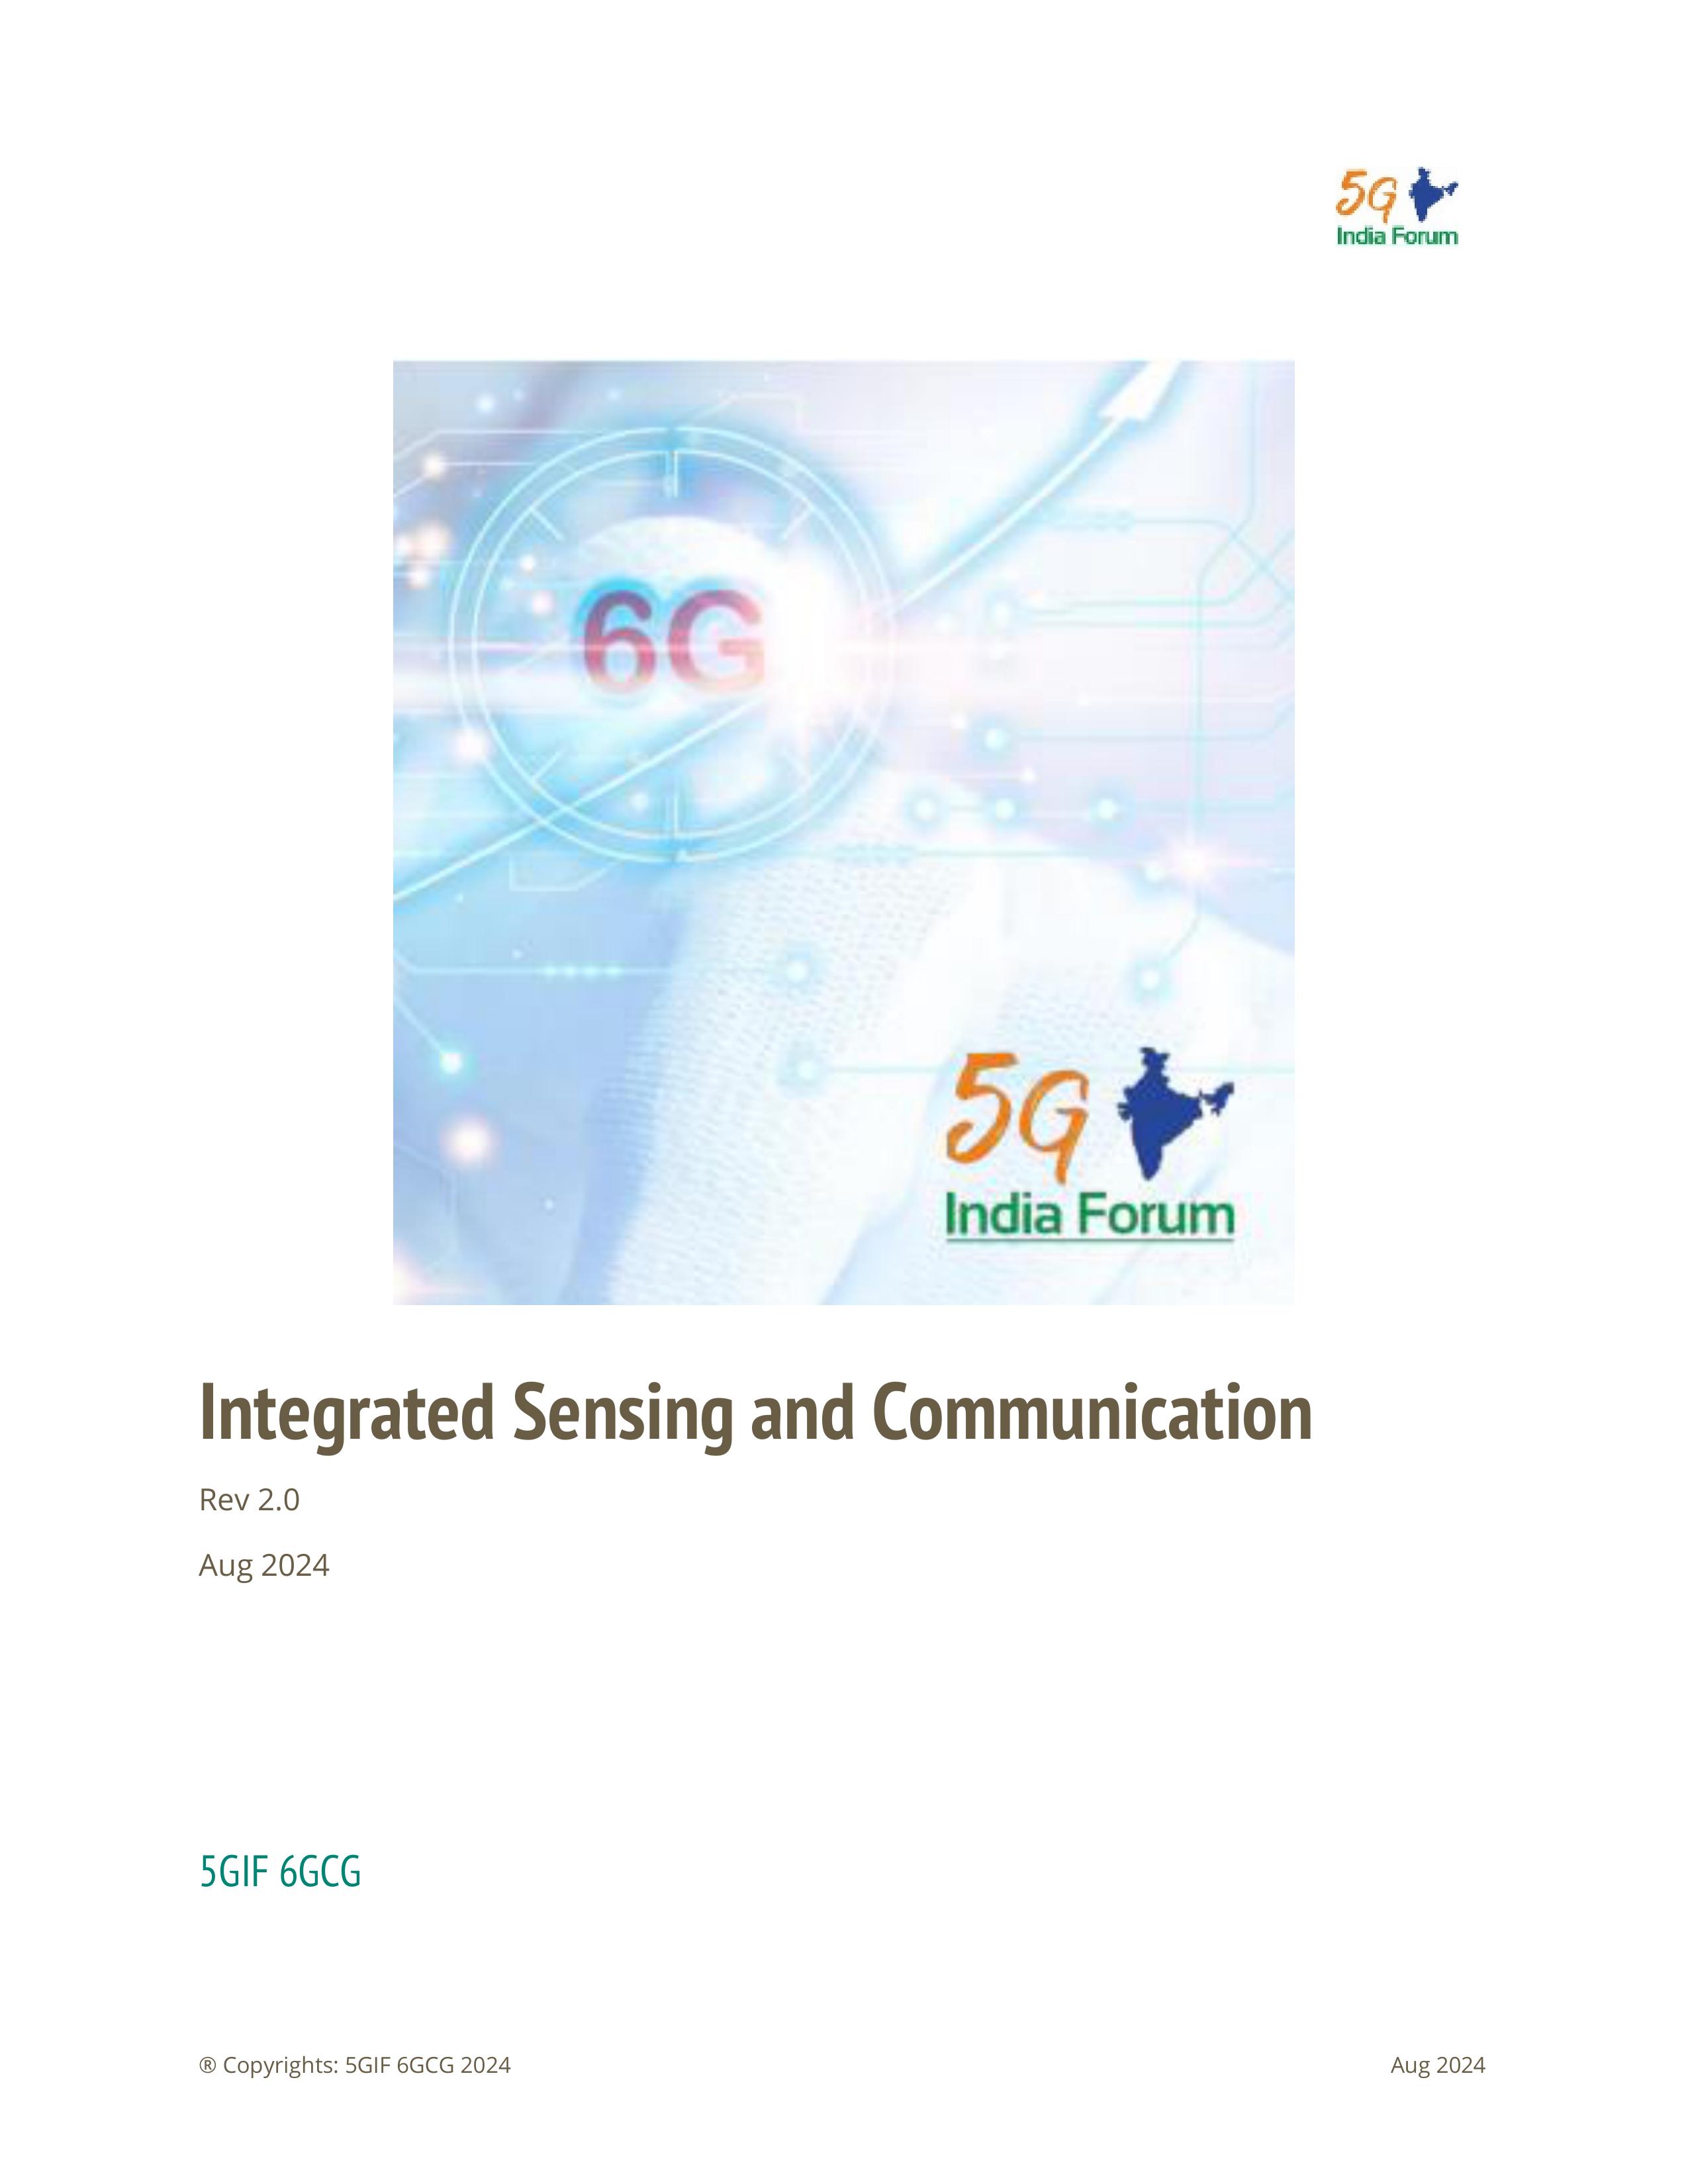 5G
India Forum
6G
5G
India Forum
Integrated Sensing and Communication
Rev 2.0
Aug 2024
5GIF 6GCG
® Copyrights: 5GIF 6GCG 2024
Aug 2024